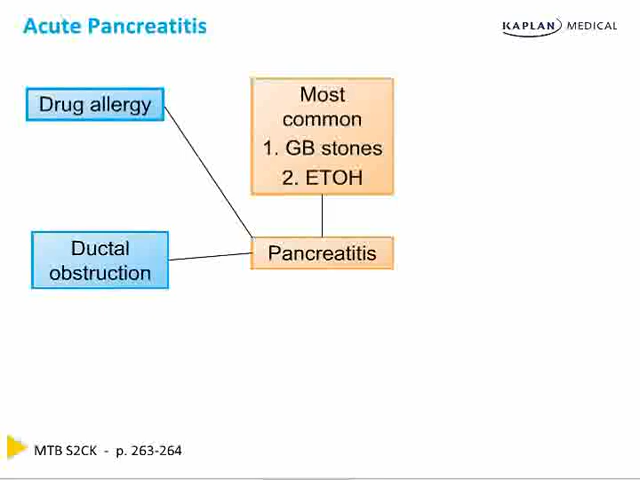 Acute Pancreatitis
KAPLAN MEDICAL
Drug allergy
Most
common
1. GB stones
2. ETOH
Ductal
obstruction
Pancreatitis
MTB S2CK - p. 263-264